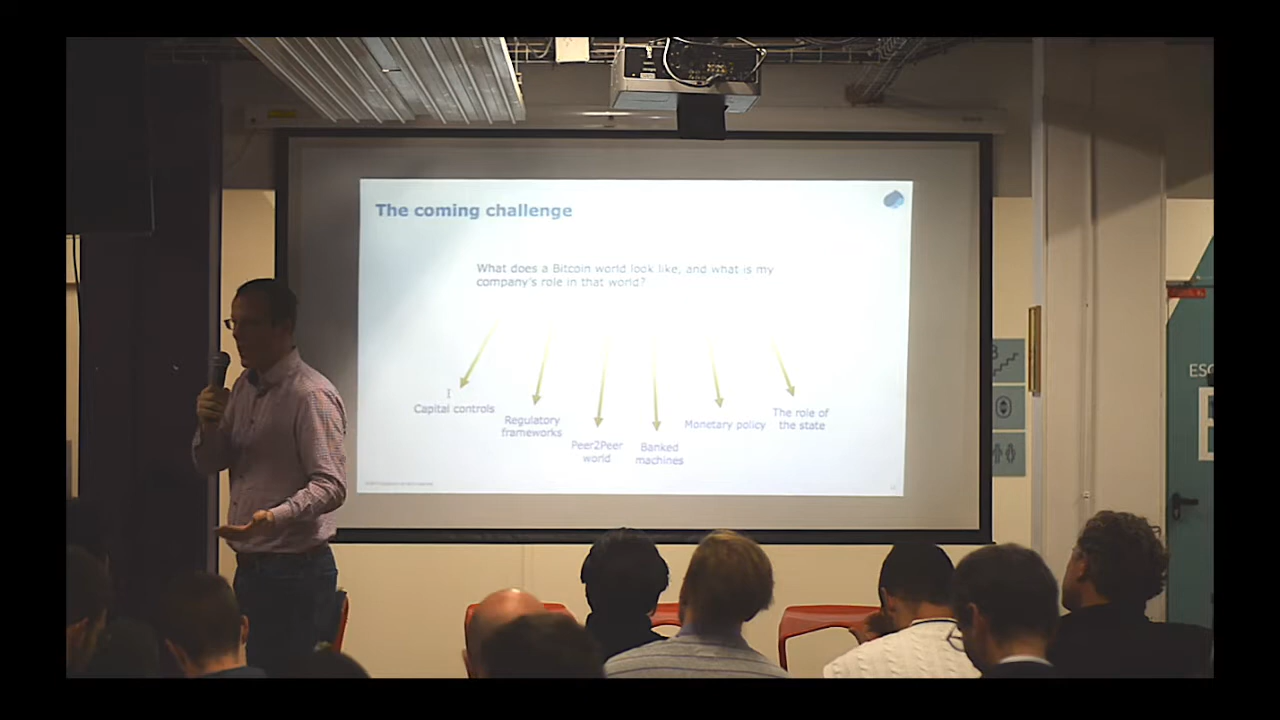 The coming challenge
What does a Bitcoin world look like, and what is my
company's role in that world?
Capital controls
Regulatory
frameworks
Peer2Peer
world
Banked
machines
Monetary policy
The role of
the state
ESC